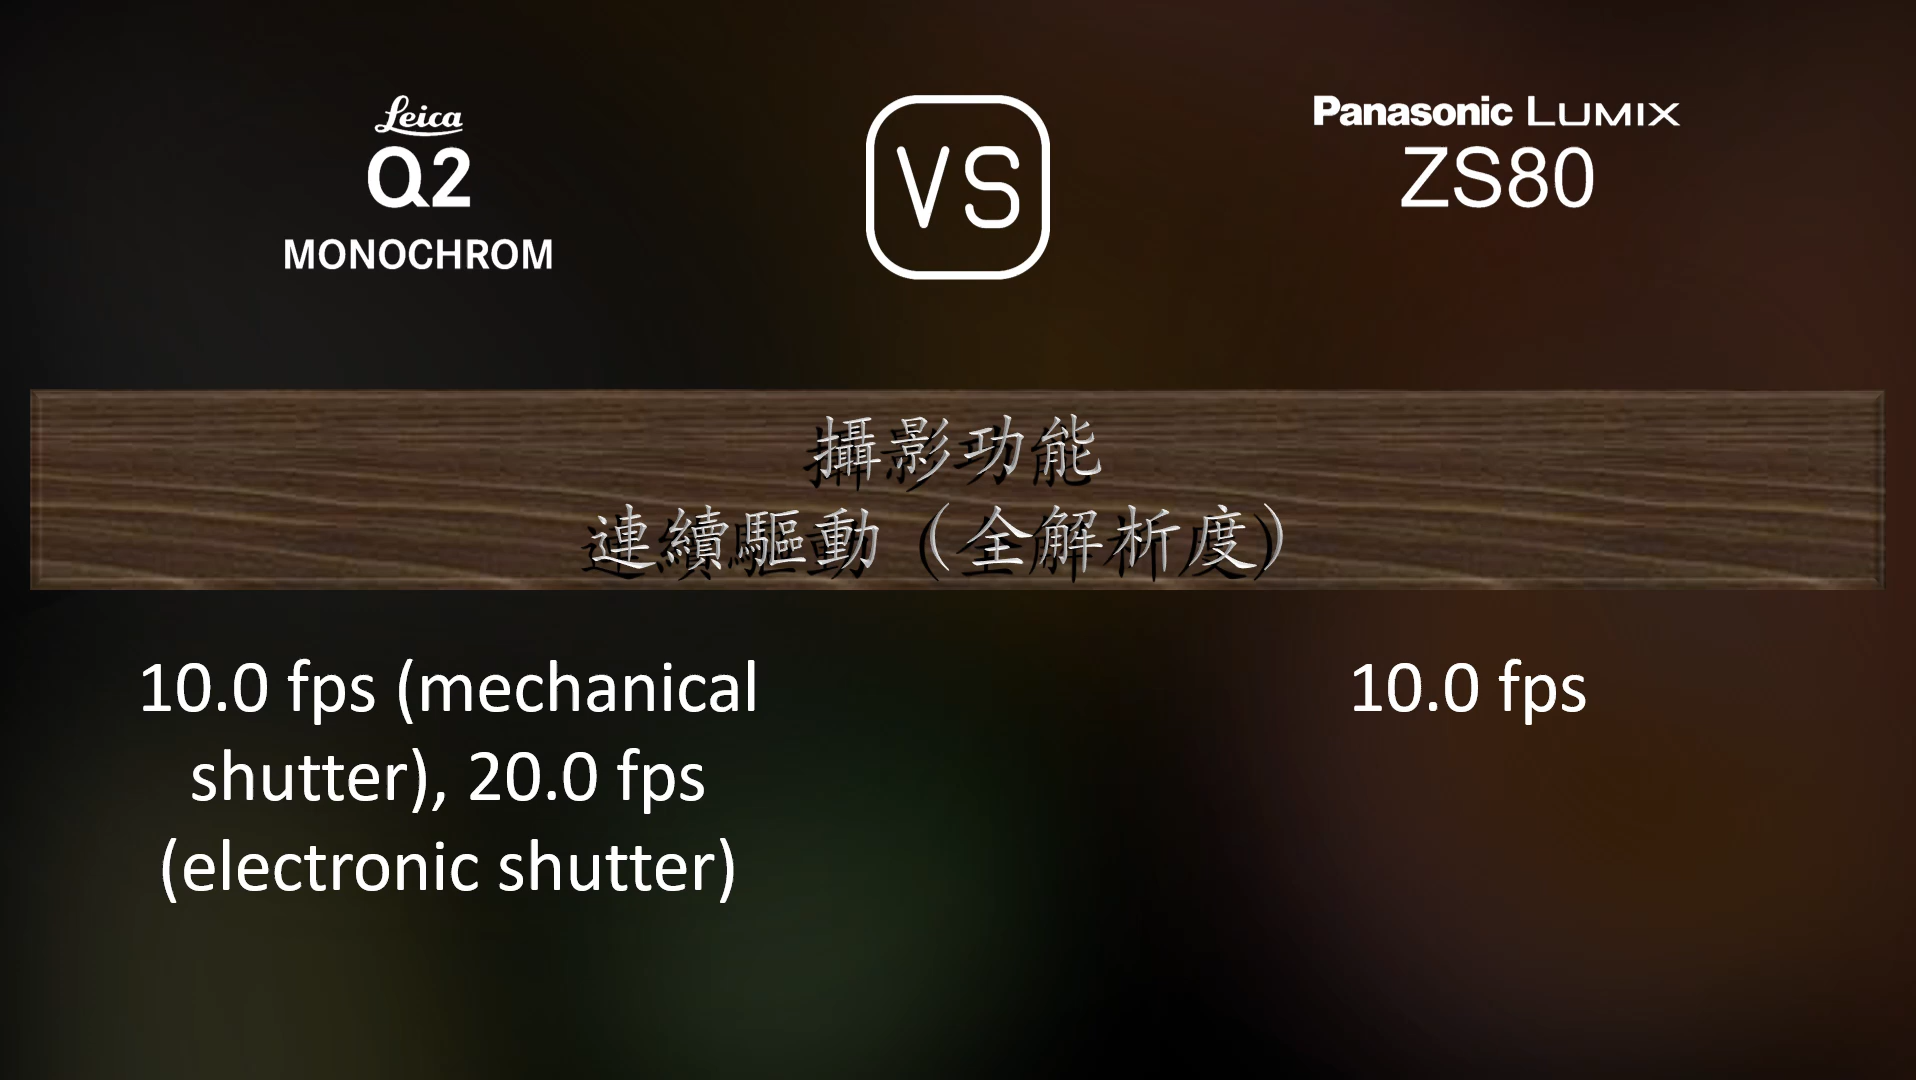 Leica
Q2
MONOCHROM
VS
Panasonic LUMIX
ZS80
攝影功能
連續驅動（全解析度）
10.0 fps (mechanical
shutter), 20.0 fps
(electronic shutter)
10.0 fps